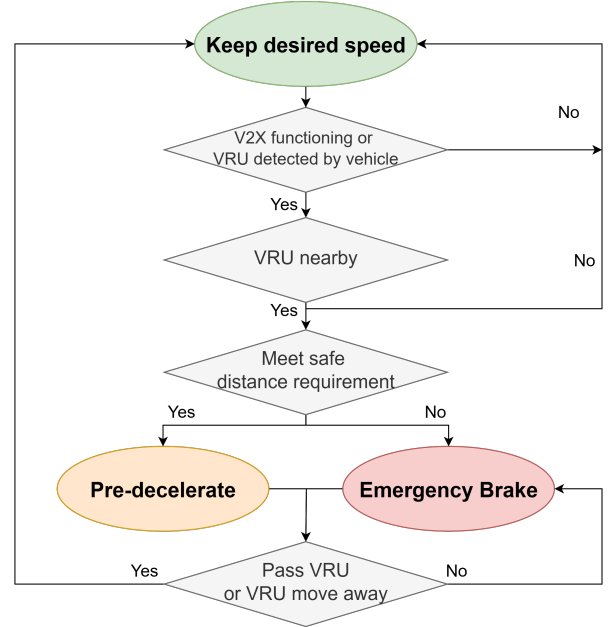 Keep desired speed
No
V2X functioning or
VRU detected by vehicle
Yes
VRU nearby
No
Yes
Meet safe
distance requirement
Yes
No
Pre-decelerate
Emergency Brake
Yes
Pass VRU
or VRU move away
No